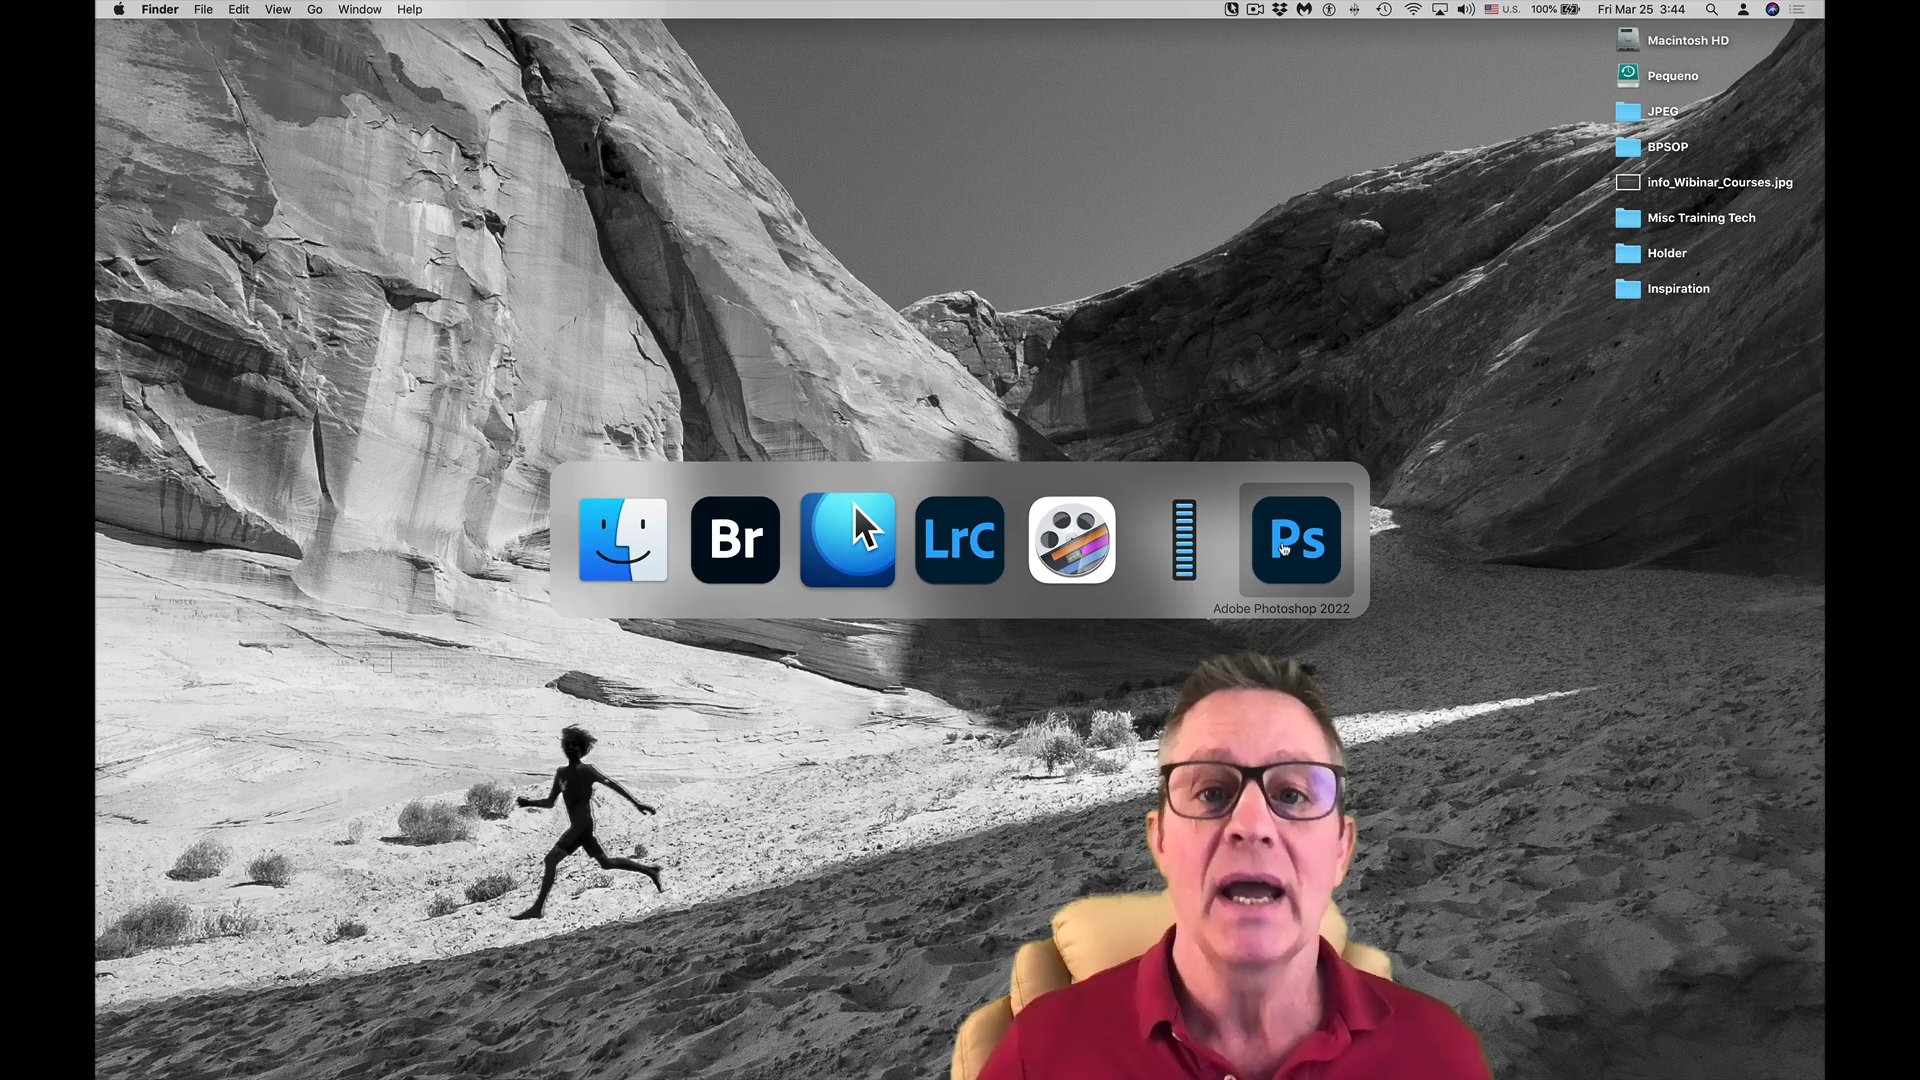 Finder File Edit View Go Window Help
U.S. 100% Fri Mar 25 3:44
Macintosh HD
Pequeno
JPEG
BPSOP
info_Wibinar_Courses.jpg
Misc Training Tech
Holder
Inspiration
Br LrC Ps
Adobe Photoshop 2022